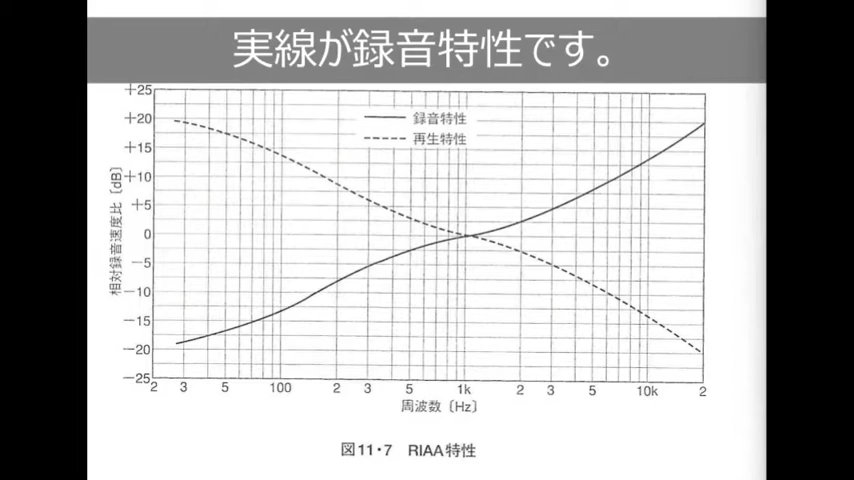 実線が録音特性です。
+25
+20
+15
+10
+5
0
-5
-10
-15
-20
-25
相対録音速度比〔dB〕
録音特性
再生特性
2 3 5 100 2 3 5 1k 2 3 5 10k 2
周波数〔Hz〕
図11・7 RIAA特性